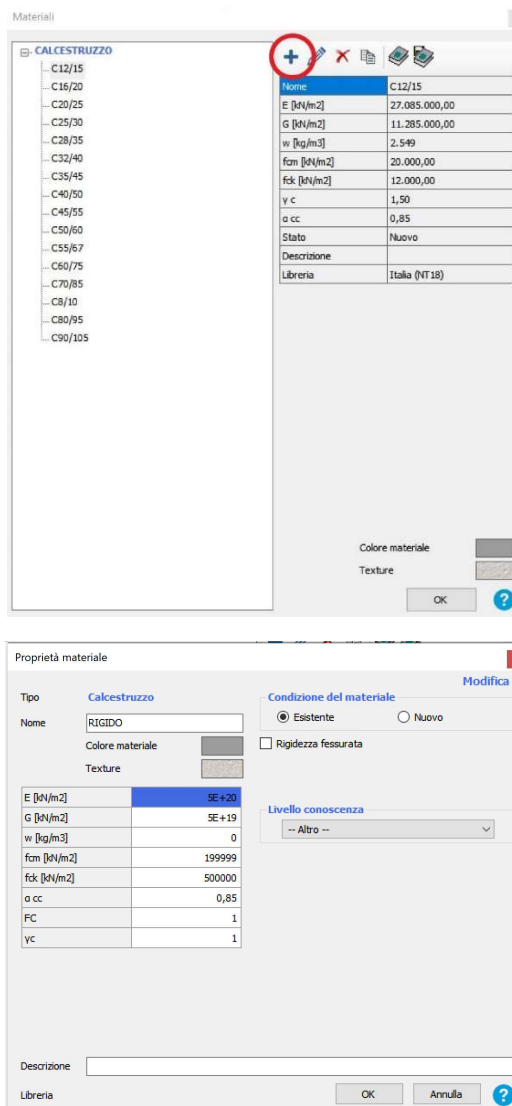 Materiali
CALCESTRUZZO
C12/15
C16/20
C20/25
C25/30
C28/35
C32/40
C35/45
C40/50
C45/55
C50/60
C55/67
C60/75
C70/85
C8/10
C80/95
C90/105
Nome C12/15
E [kN/m2] 27.085.000,00
G [kN/m2] 11.285.000,00
w [kg/m3] 2.549
fcm [kN/m2] 20.000,00
fck [kN/m2] 12.000,00
γ c 1,50
α cc 0,85
Stato Nuovo
Descrizione
Libreria Italia (NT18)
Colore materiale
Texture
OK ?
Proprietà materiale
Modifica
Tipo Calcestruzzo
Nome RIGIDO
Colore materiale
Texture
E [kN/m2] 5E+20
G [kN/m2] 5E+19
w [kg/m3] 0
fcm [kN/m2] 199999
fck [kN/m2] 500000
α cc 0,85
FC 1
γc 1
Condizione del materiale
Esistente Nuovo
Rigidezza fessurata
Livello conoscenza
-- Altro --
Descrizione
Libreria
OK Annulla ?